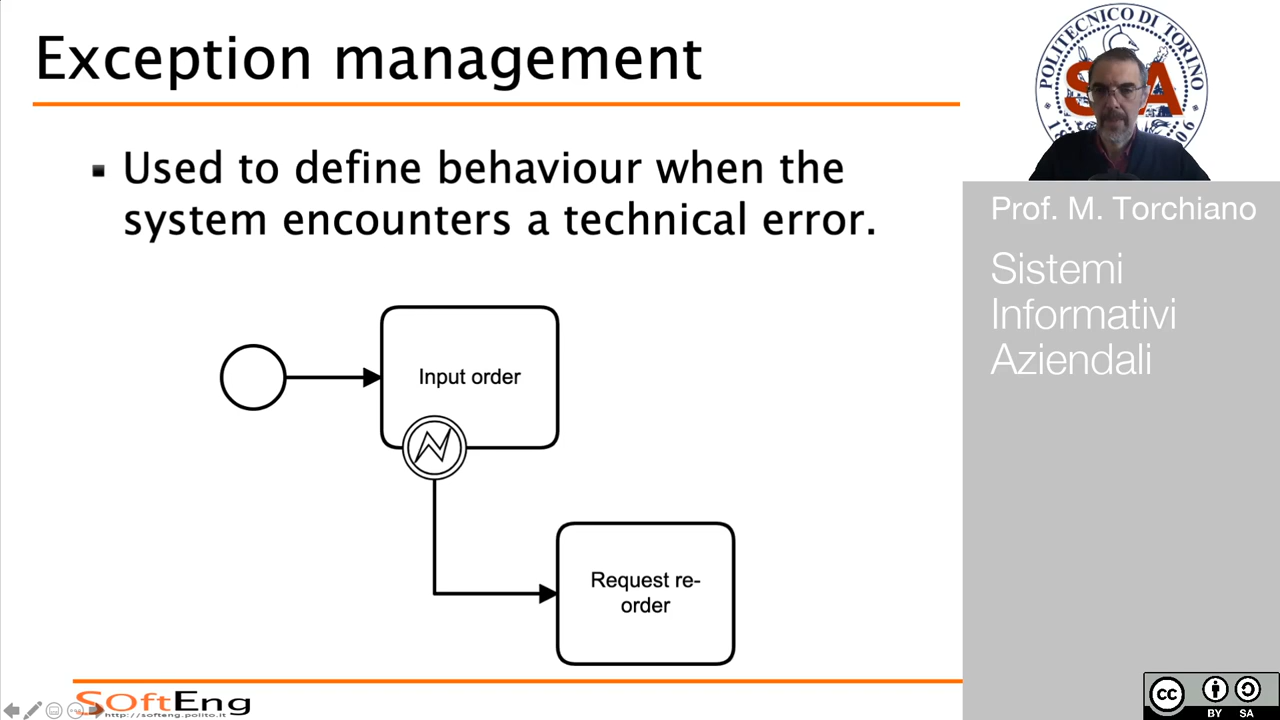 Exception management
Used to define behaviour when the
system encounters a technical error.
Input order
Request re-
order
POLITECNICO DI TORINO
Prof. M. Torchiano
Sistemi
Informativi
Aziendali
SOftEng
http://softeng.polito.it
cc
BY SA